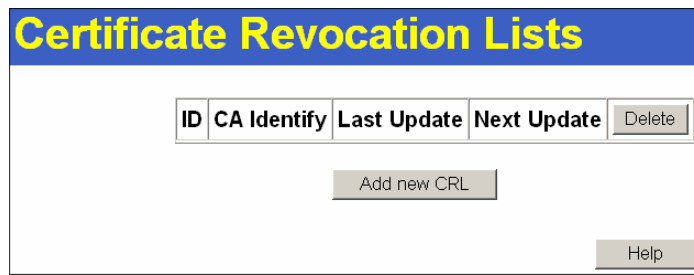 Certificate Revocation Lists
ID CA Identify Last Update Next Update Delete
Add new CRL
Help